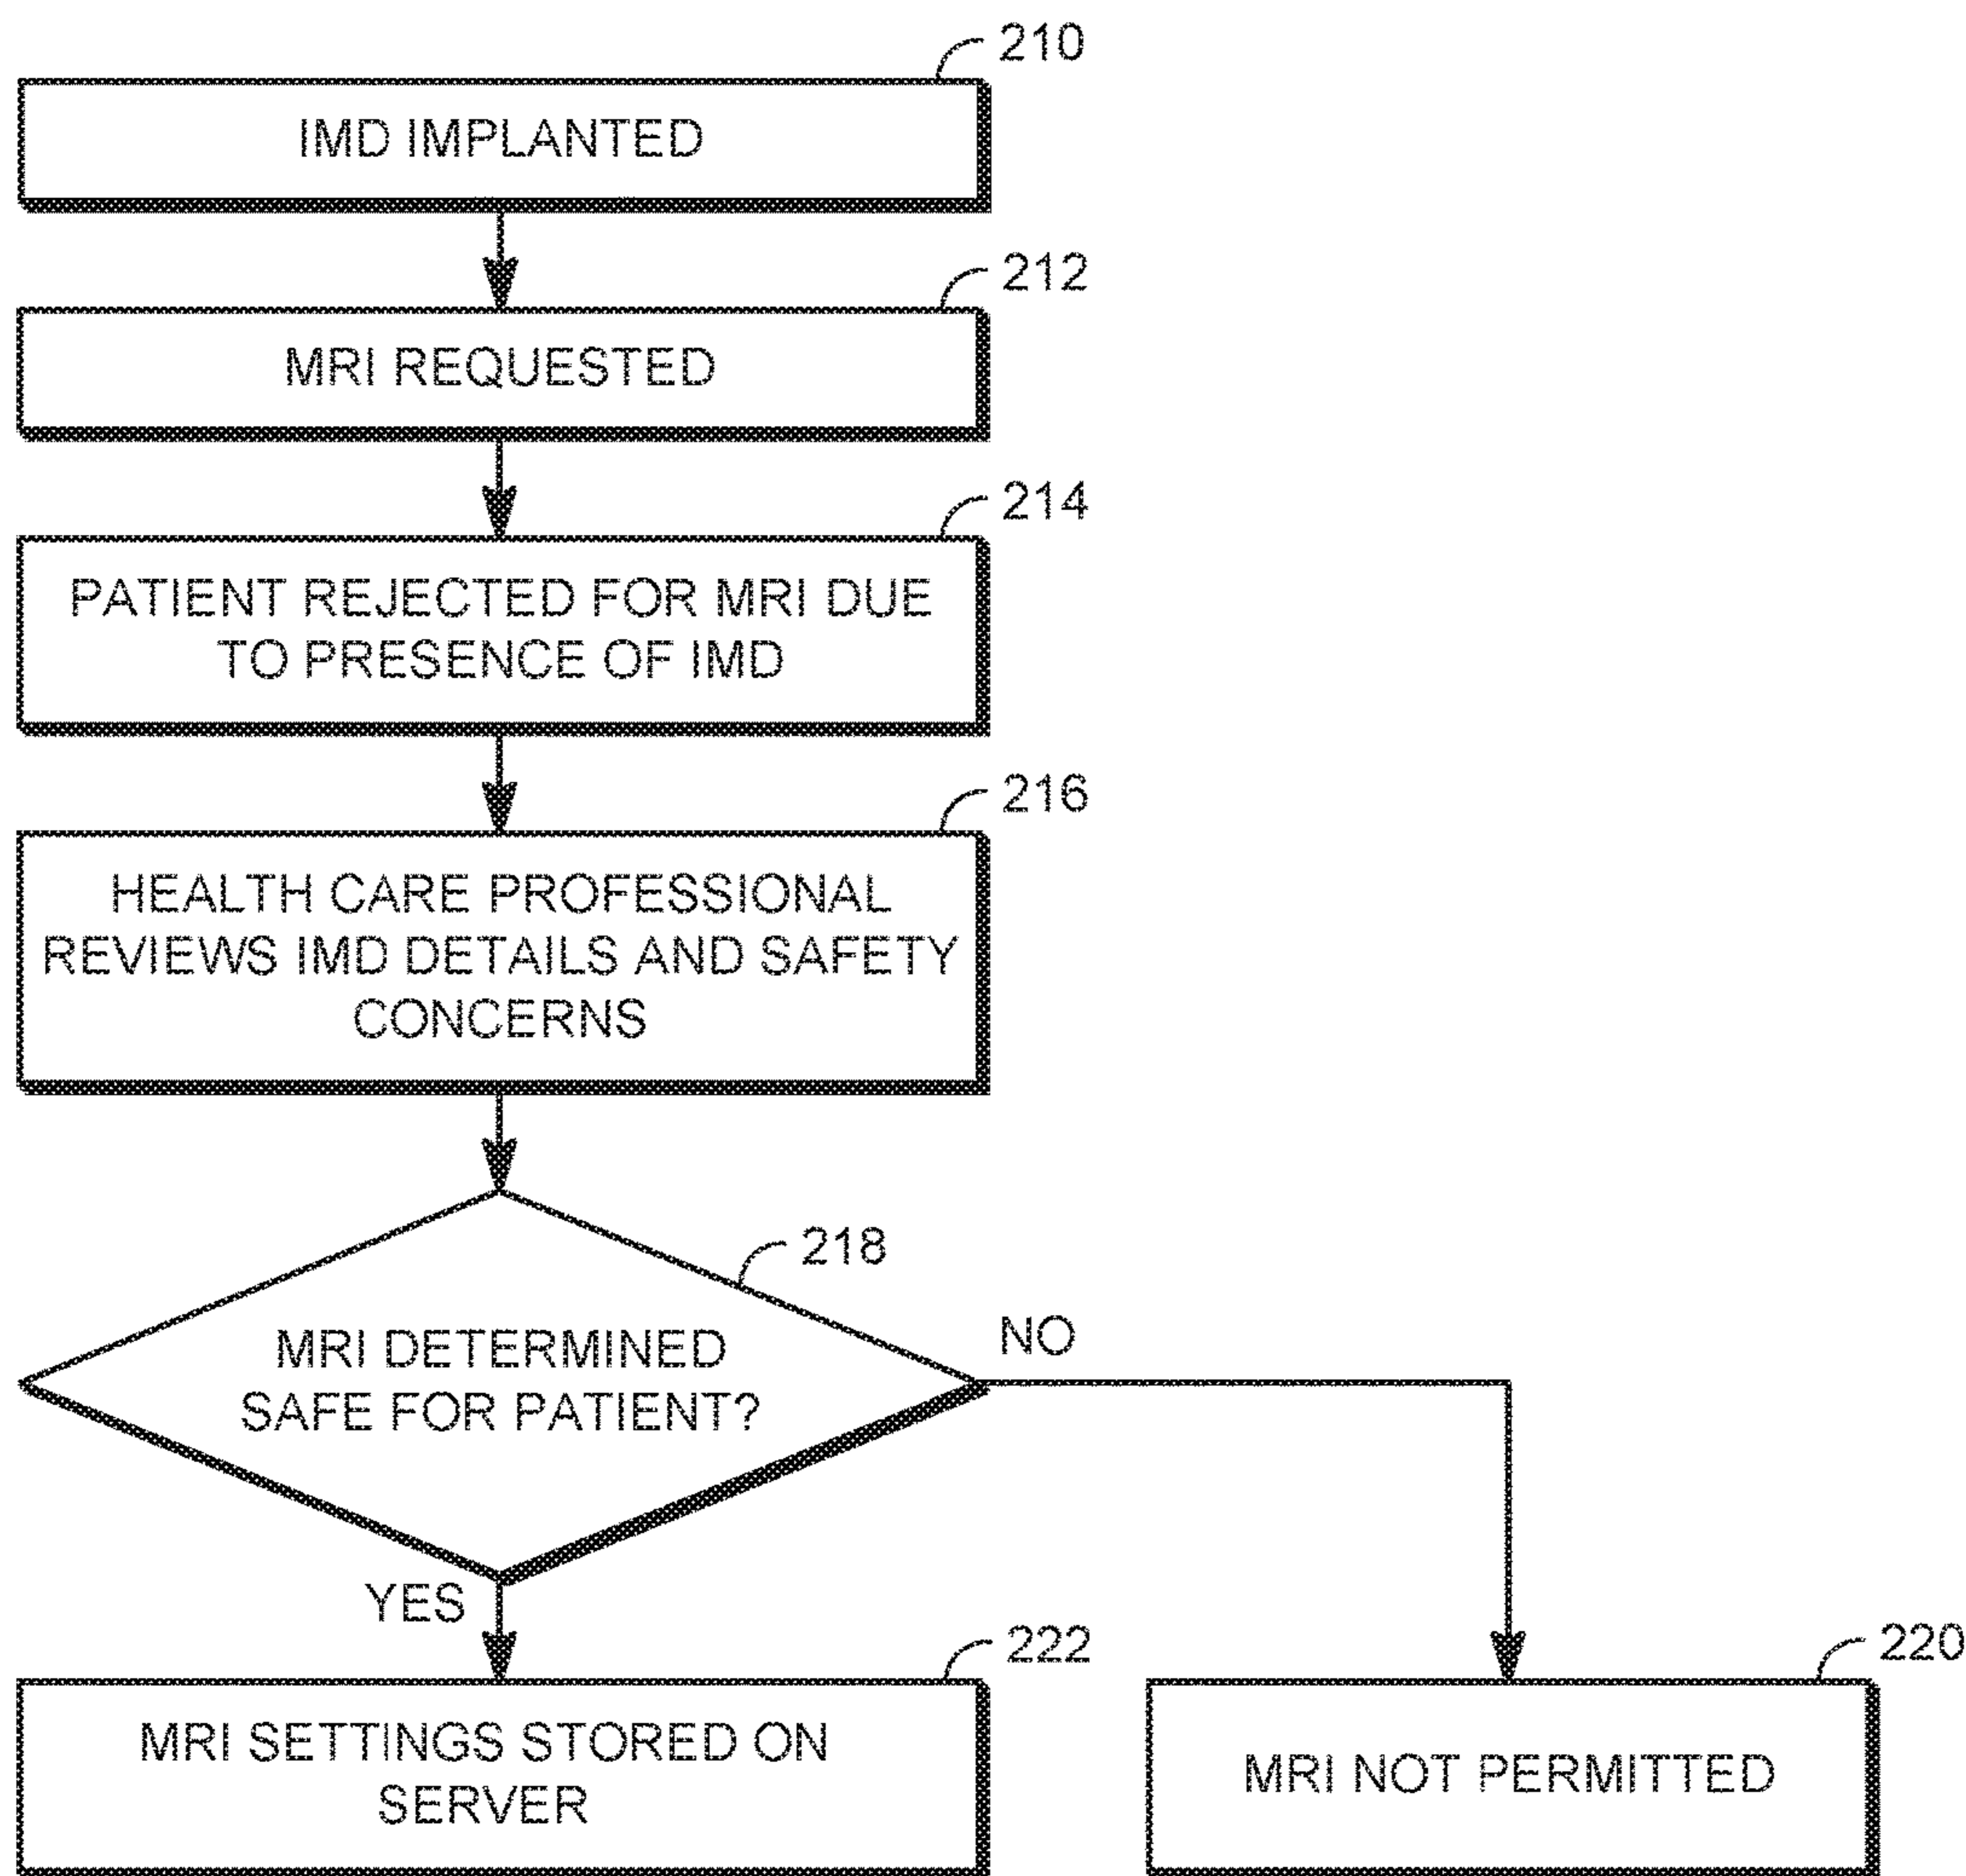 210
IMD IMPLANTED
212
MRI REQUESTED
214
PATIENT REJECTED FOR MRI DUE
TO PRESENCE OF IMD
216
HEALTH CARE PROFESSIONAL
REVIEWS IMD DETAILS AND SAFETY
CONCERNS
218
MRI DETERMINED
SAFE FOR PATIENT?
NO
YES
222
MRI SETTINGS STORED ON
SERVER
220
MRI NOT PERMITTED